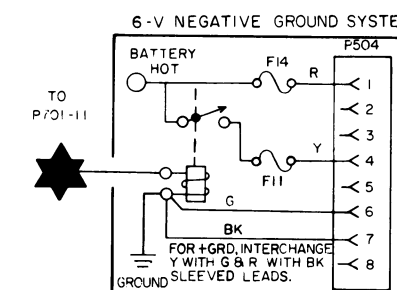 6-V NEGATIVE GROUND SYSTE
P504
BATTERY
HOT
F14
R
1
2
TO
P701-11
3
Y
4
F11
5
G
6
BK
7
FOR +GRD, INTERCHANGE
Y WITH G & R WITH BK
8
GROUND
SLEEVED LEADS.